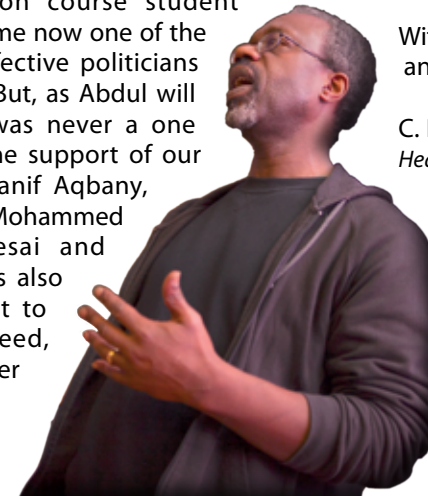 on course student
me now one of the
fective politicians
But, as Abdul will
was never a one
he support of our
anif Aqbany,
Mohammed
esai and
s also
t to
eed,
er
Wit
an
C.
Hea